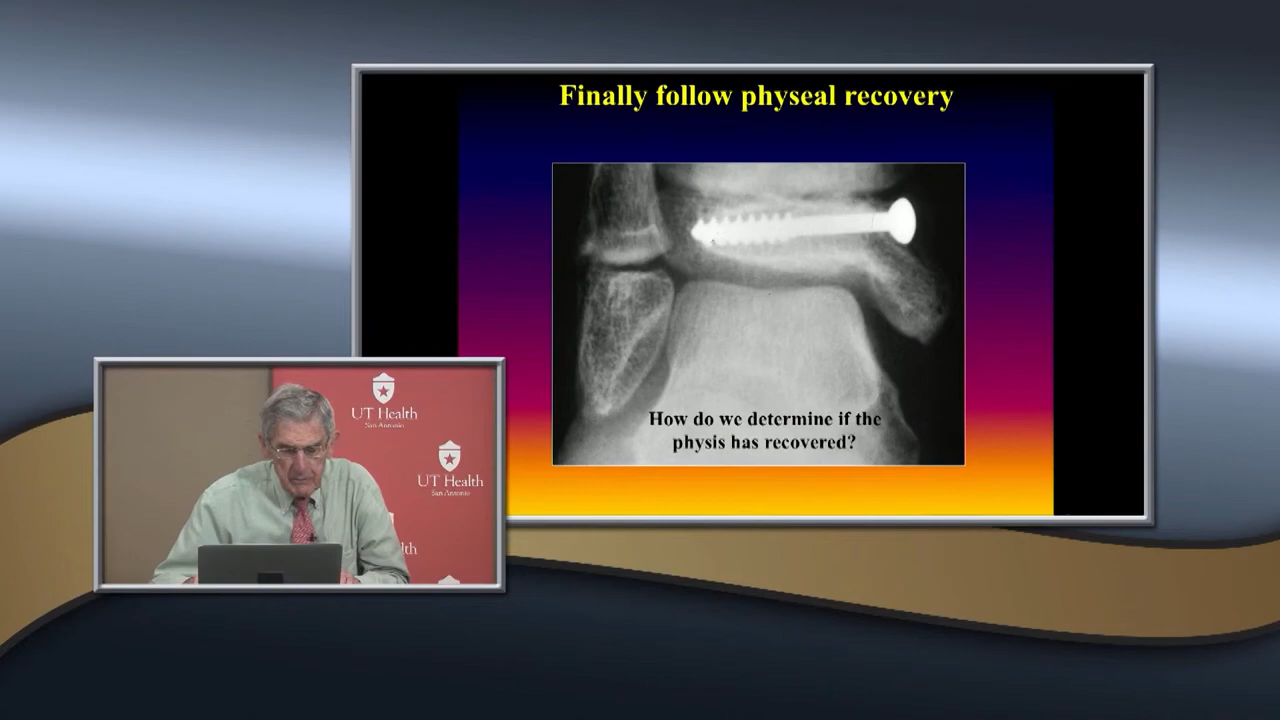 Finally follow physeal recovery
How do we determine if the
physis has recovered?
UT Health
San Antonio
UT Health
San Antonio
lth